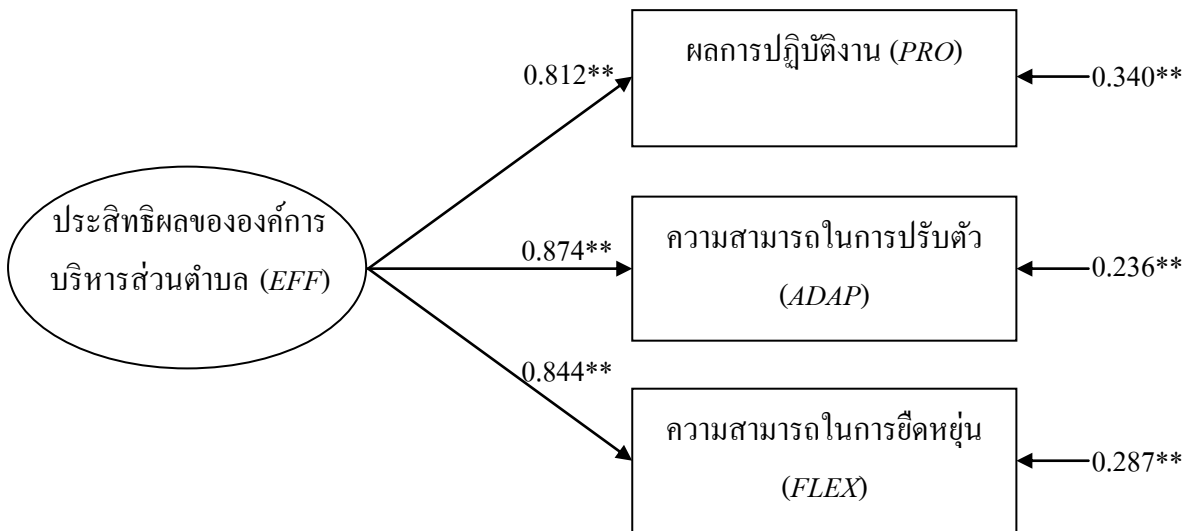 ผลการปฏิบัติงาน (PRO)
0.812**
0.340**
ประสิทธิผลขององค์การ
บริหารส่วนตำบล (EFF)
0.874**
ความสามารถในการปรับตัว
(ADAP)
0.236**
0.844**
ความสามารถในการยืดหยุ่น
(FLEX)
0.287**